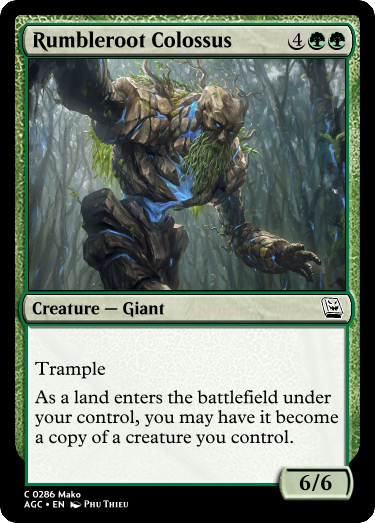 Rumbleroot Colossus 4
Creature — Giant
Trample
As a land enters the battlefield under
your control, you may have it become
a copy of a creature you control.
6/6
C 0286 Mako
AGC • EN Phu Thieu